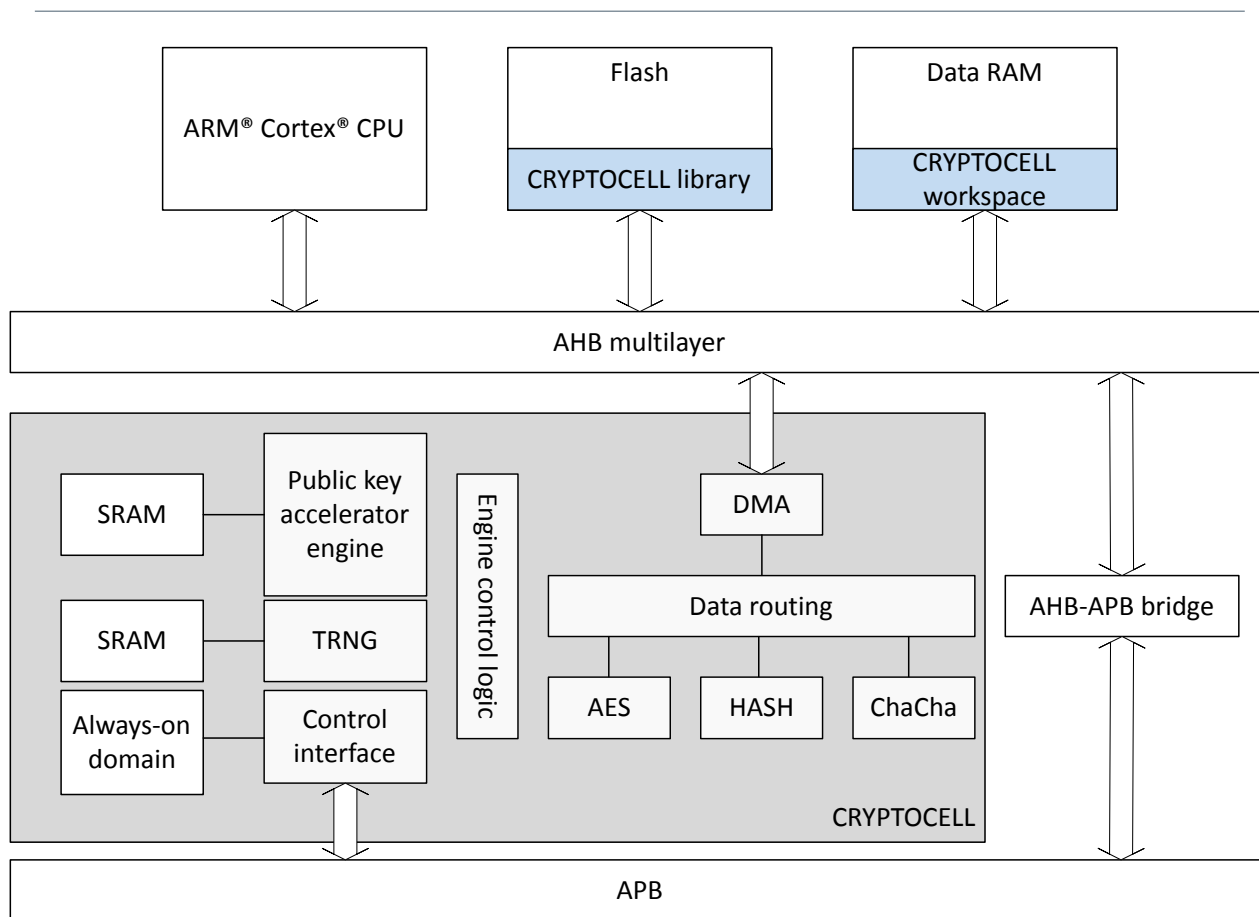 ARM® Cortex® CPU
Flash
CRYPTOCELL library
Data RAM
CRYPTOCELL
workspace
AHB multilayer
SRAM
Public key
accelerator
engine
Engine control logic
DMA
Data routing
AHB-APB bridge
SRAM
TRNG
AES
HASH
ChaCha
Always-on
domain
Control
interface
CRYPTOCELL
APB